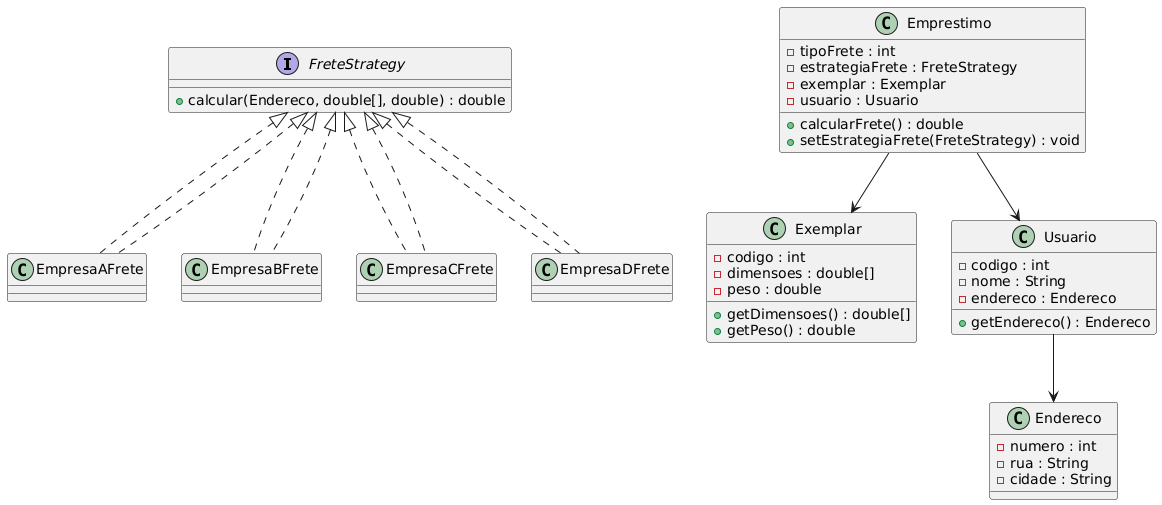 FreteStrategy
calcular(Endereco, double[], double) : double
EmpresaAFrete
EmpresaBFrete
EmpresaCFrete
EmpresaDFrete
Emprestimo
tipoFrete : int
estrategiaFrete : FreteStrategy
exemplar : Exemplar
usuario : Usuario
calcularFrete() : double
setEstrategiaFrete(FreteStrategy) : void
Exemplar
codigo : int
dimensoes : double[]
peso : double
getDimensoes() : double[]
getPeso() : double
Usuario
codigo : int
nome : String
endereco : Endereco
getEndereco() : Endereco
Endereco
numero : int
rua : String
cidade : String